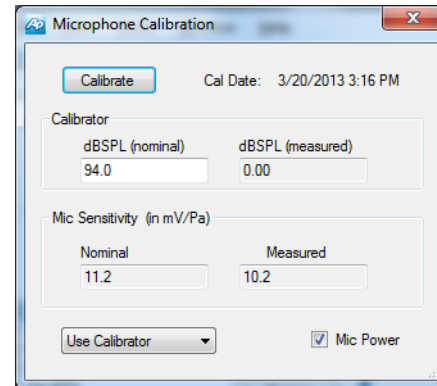 Ap Microphone Calibration
Calibrate Cal Date: 3/20/2013 3:16 PM
Calibrator
dBSPL (nominal) dBSPL (measured)
94.0 0.00
Mic Sensitivity (in mV/Pa)
Nominal Measured
11.2 10.2
Use Calibrator Mic Power